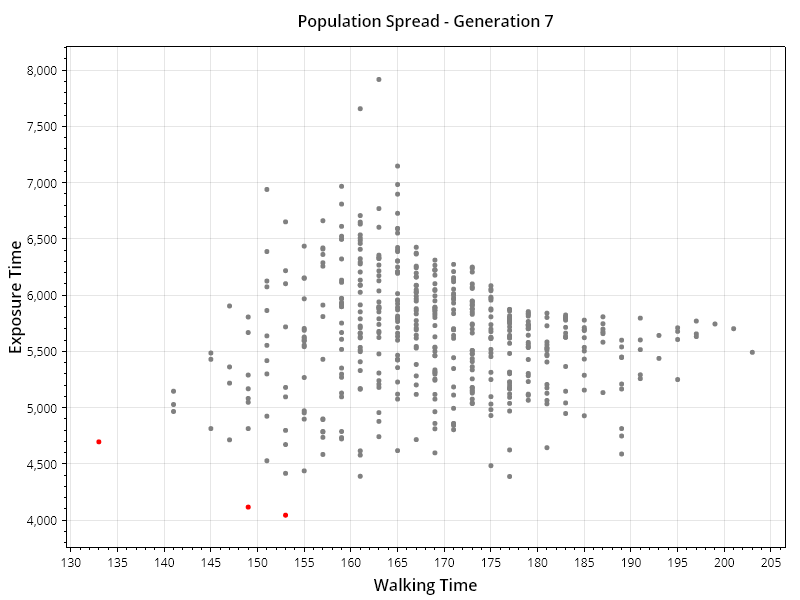 Population Spread - Generation 7
8,000
7,500
7,000
6,500
6,000
5,500
5,000
4,500
4,000
Exposure Time
130 135 140 145 150 155 160 165 170 175 180 185 190 195 200 205
Walking Time